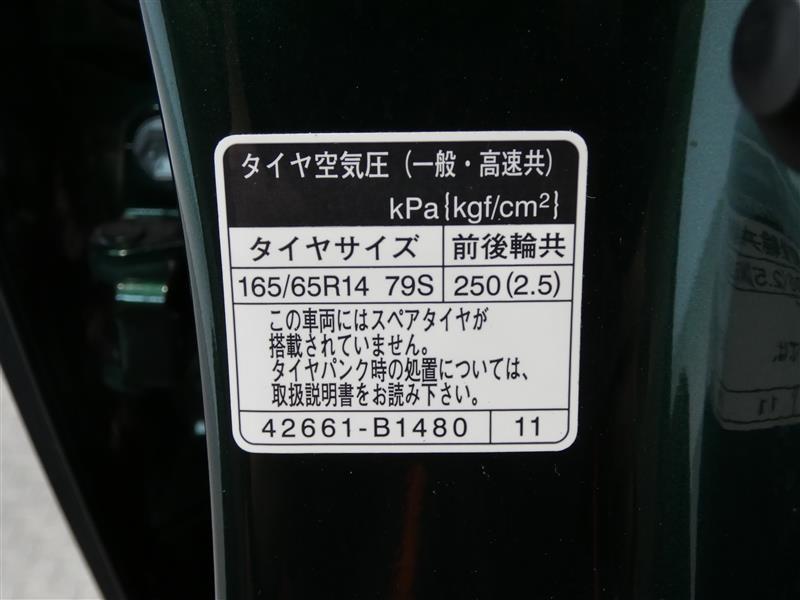 タイヤ空気圧（一般・高速共）
kPa{kgf/cm²}
タイヤサイズ 前後輪共
165/65R14 79S 250(2.5)
この車両にはスペアタイヤが
搭載されていません。
タイヤパンク時の処置については、
取扱説明書をお読み下さい。
42661-B1480 11